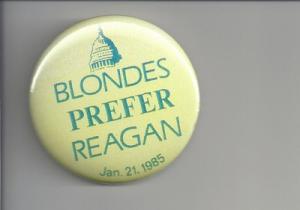 BLONDES
PREFER
REAGAN
Jan. 21, 1985